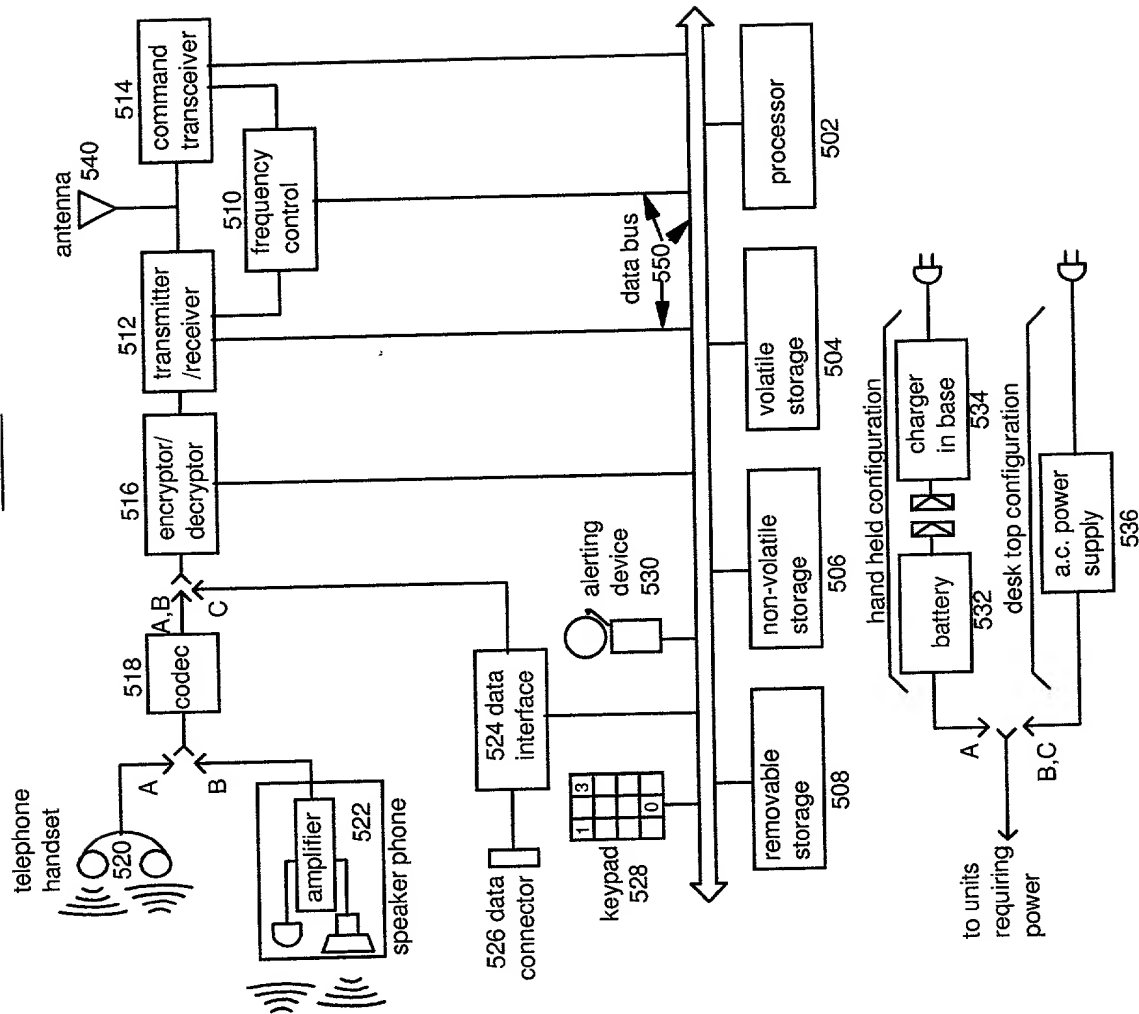 antenna
540
514
command
transceiver
512
transmitter
/receiver
510
frequency
control
516
encryptor/
decryptor
518
codec
A,B
C
telephone
handset
520
A
B
amplifier
522
speaker phone
524 data
interface
526 data
connector
1
3
0
keypad
528
alerting
device
530
data bus
550
removable
storage
508
non-volatile
storage
506
volatile
storage
504
processor
502
hand held configuration
battery
532
charger
in base
534
desk top configuration
a.c. power
supply
536
A
B,C
to units
requiring
power